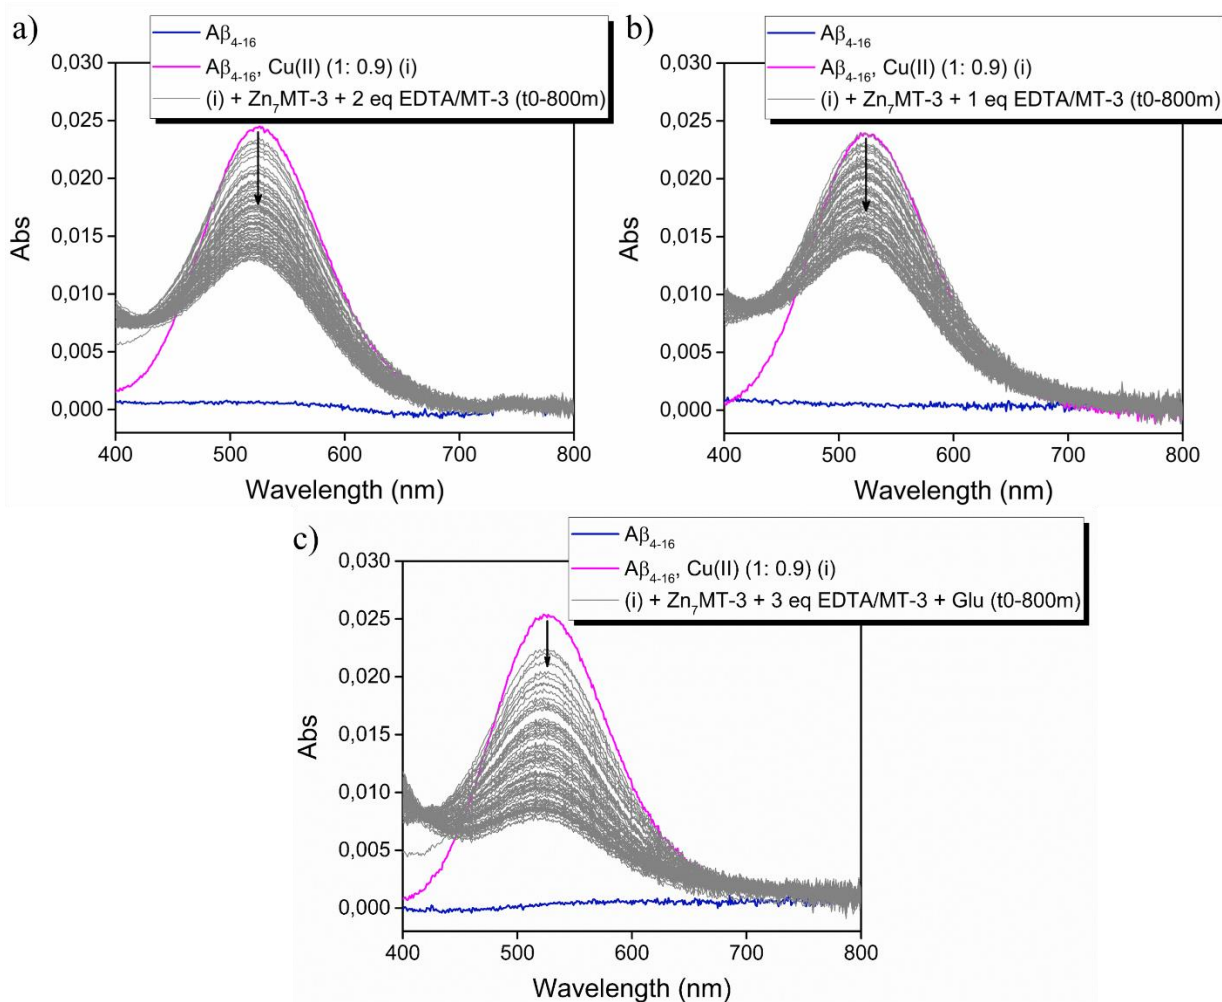 a)
Aβ4-16
Aβ4-16, Cu(II) (1: 0.9) (i)
(i) + Zn7MT-3 + 2 eq EDTA/MT-3 (t0-800m)
0,030
0,025
0,020
0,015
0,010
0,005
0,000
Abs
400 500 600 700 800
Wavelength (nm)
b)
Aβ4-16
Aβ4-16, Cu(II) (1: 0.9) (i)
(i) + Zn7MT-3 + 1 eq EDTA/MT-3 (t0-800m)
0,030
0,025
0,020
0,015
0,010
0,005
0,000
Abs
400 500 600 700 800
Wavelength (nm)
c)
Aβ4-16
Aβ4-16, Cu(II) (1: 0.9) (i)
(i) + Zn7MT-3 + 3 eq EDTA/MT-3 + Glu (t0-800m)
0,030
0,025
0,020
0,015
0,010
0,005
0,000
Abs
400 500 600 700 800
Wavelength (nm)